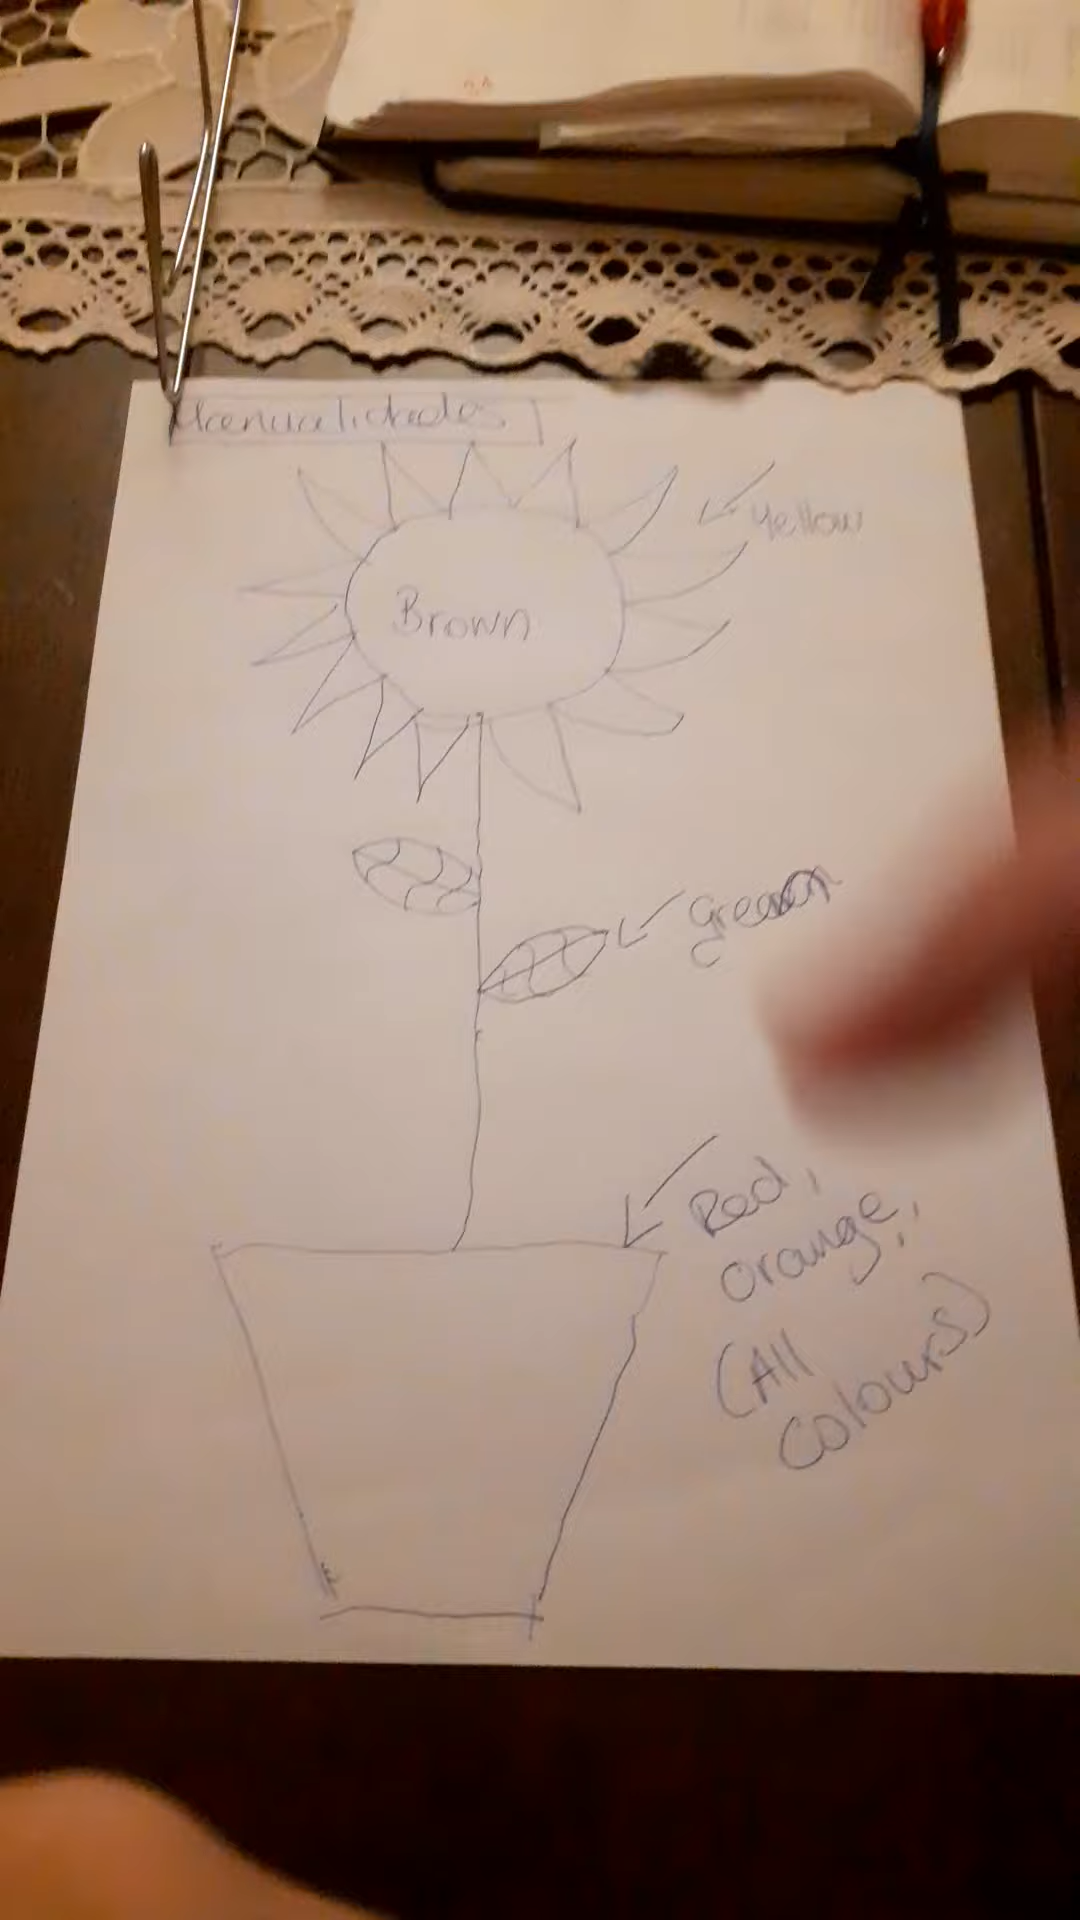 Manualidades
Yellow
Brown
green
Red,
orange,
(All
colours)